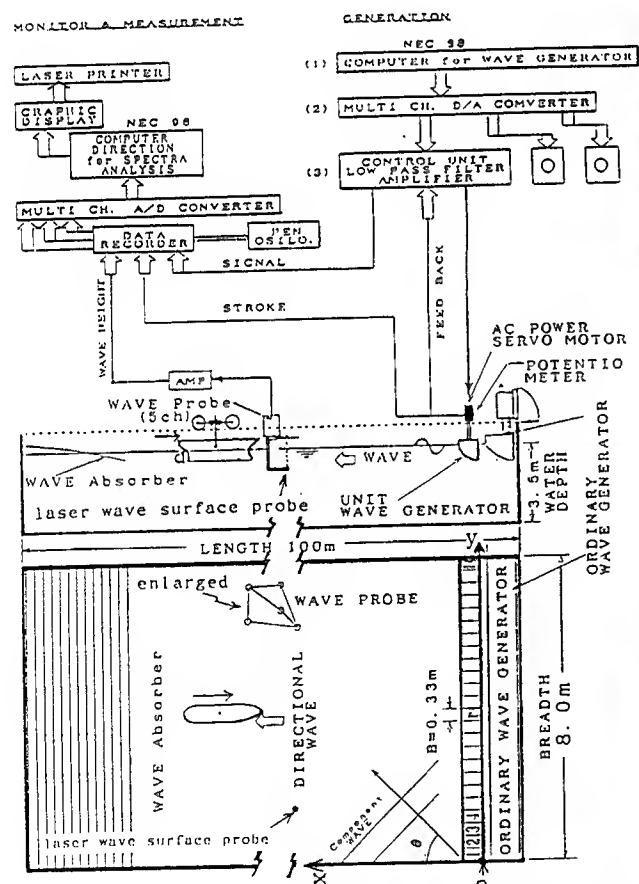 MONITOR & MEASUREMENT
GENERATION
NEC 98
(1) COMPUTER for WAVE GENERATOR
LASER PRINTER
GRAPHIC
DISPLAY
NEC 98
(2) MULTI CH. D/A COMVERTER
COMPUTER
DIRECTION
for SPECTRA
ANALYSIS
(3) CONTROL UNIT
LOW PASS FILTER
AMPLIFIER
MULTI CH. A/D CONVERTER
DATA
RECORDER
PEN
OSILO.
SIGNAL
FEED BACK
STROKE
WAVE HEIGHT
AC POWER
SERVO MOTOR
POTENTIO
METER
AMP
WAVE Probe
(5ch)
WAVE
WAVE Absorber
UNIT
WAVE GENERATOR
laser wave surface probe
3.5m
WATER
DEPTH
ORDINARY
WAVE GENERATOR
LENGTH 100m
y
enlarged
WAVE PROBE
WAVE Absorber
DIRECTIONAL
WAVE
B=0.33m
ORDINARY WAVE GENERATOR
BREADTH
8.0m
laser wave surface probe
Component
WAVE
θ
1 2 3 4
X